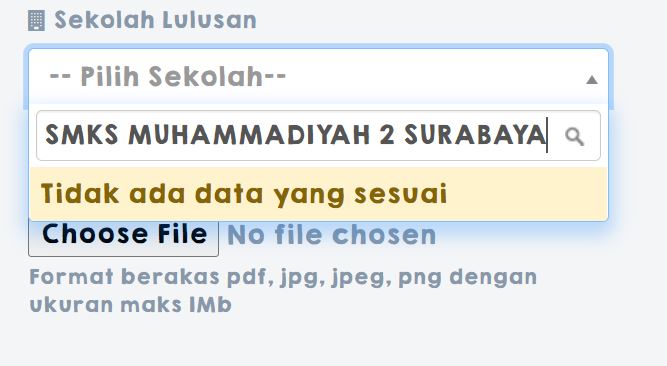 Sekolah Lulusan
-- Pilih Sekolah--
SMKS MUHAMMADIYAH 2 SURABAYA
Tidak ada data yang sesuai
Choose File No file chosen
Format berakas pdf, jpg, jpeg, png dengan
ukuran maks 1Mb